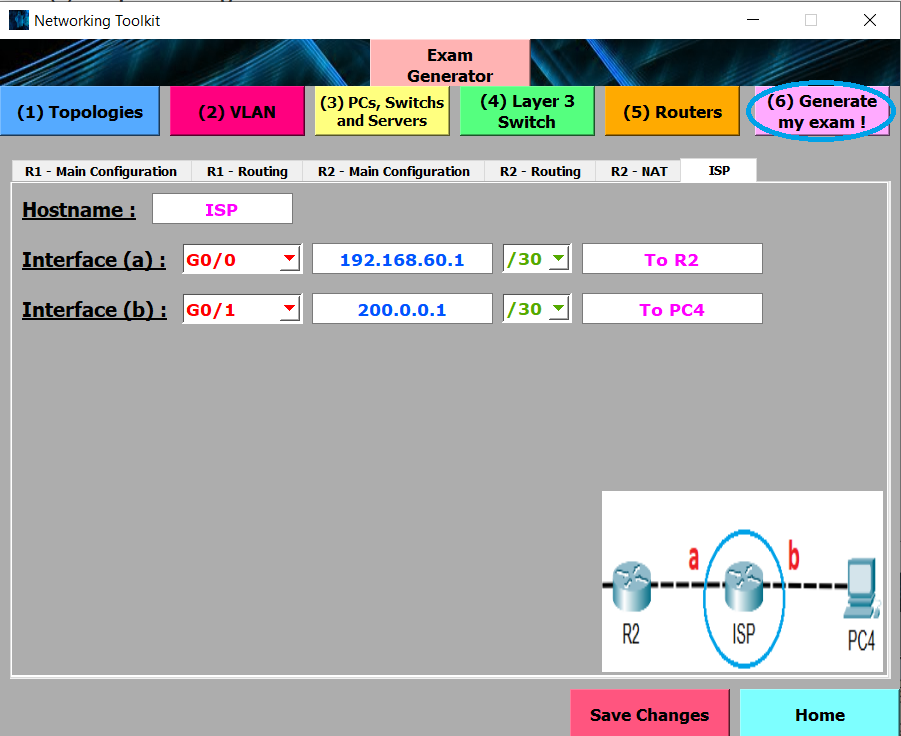 Networking Toolkit
Exam
Generator
(1) Topologies
(2) VLAN
(3) PCs, Switchs
and Servers
(4) Layer 3
Switch
(5) Routers
(6) Generate
my exam !
R1 - Main Configuration
R1 - Routing
R2 - Main Configuration
R2 - Routing
R2 - NAT
ISP
Hostname : ISP
Interface (a) : G0/0 192.168.60.1 /30 To R2
Interface (b) : G0/1 200.0.0.1 /30 To PC4
a
b
R2
ISP
PC4
Save Changes
Home